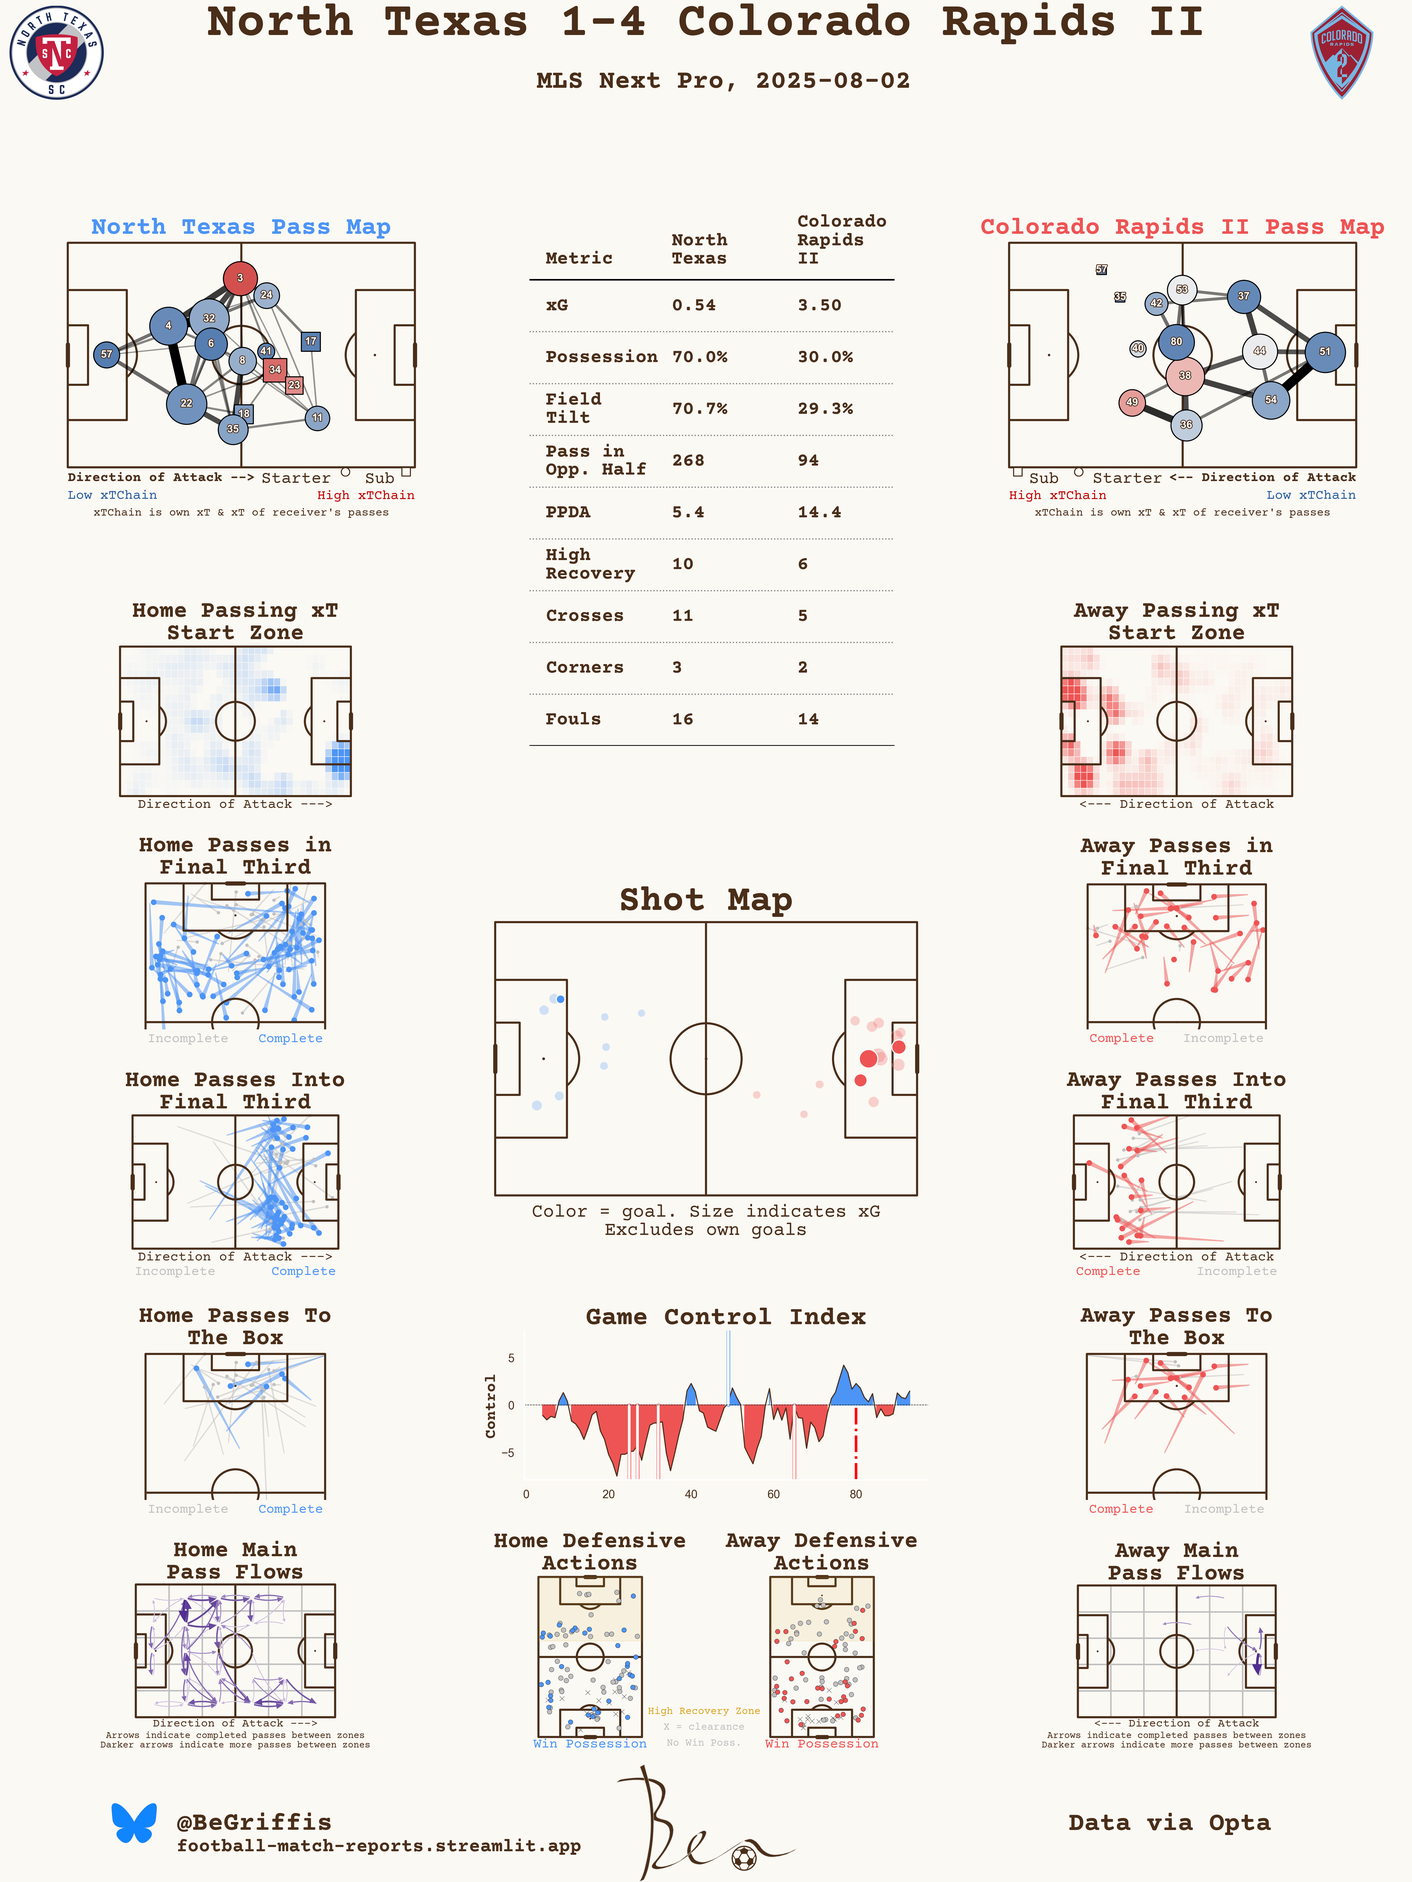 North Texas 1-4 Colorado Rapids II
MLS Next Pro, 2025-08-02
NORTH TEXAS
SC
S C
COLORADO
RAPIDS
2
North Texas Pass Map
3
24
32
4
6
17
57
41
8
34
23
22
18
11
35
Direction of Attack --> Starter Sub
Low xTChain High xTChain
xTChain is own xT & xT of receiver's passes
Metric North Texas Colorado Rapids II
xG 0.54 3.50
Possession 70.0% 30.0%
Field Tilt 70.7% 29.3%
Pass in Opp. Half 268 94
PPDA 5.4 14.4
High Recovery 10 6
Crosses 11 5
Corners 3 2
Fouls 16 14
Colorado Rapids II Pass Map
57
53
35
42
37
80
40
44
51
38
49
54
36
Sub Starter <-- Direction of Attack
High xTChain Low xTChain
xTChain is own xT & xT of receiver's passes
Home Passing xT
Start Zone
Direction of Attack --->
Away Passing xT
Start Zone
<--- Direction of Attack
Home Passes in
Final Third
Incomplete Complete
Away Passes in
Final Third
Complete Incomplete
Shot Map
Color = goal. Size indicates xG
Excludes own goals
Home Passes Into
Final Third
Direction of Attack --->
Incomplete Complete
Away Passes Into
Final Third
<--- Direction of Attack
Complete Incomplete
Home Passes To
The Box
Incomplete Complete
Game Control Index
Control
5
0
−5
0 20 40 60 80
Away Passes To
The Box
Complete Incomplete
Home Main
Pass Flows
Direction of Attack --->
Arrows indicate completed passes between zones
Darker arrows indicate more passes between zones
Home Defensive
Actions
Win Possession
Away Defensive
Actions
Win Possession
High Recovery Zone
X = clearance
No Win Poss.
Away Main
Pass Flows
<--- Direction of Attack
Arrows indicate completed passes between zones
Darker arrows indicate more passes between zones
@BeGriffis
football-match-reports.streamlit.app
Ben
Data via Opta